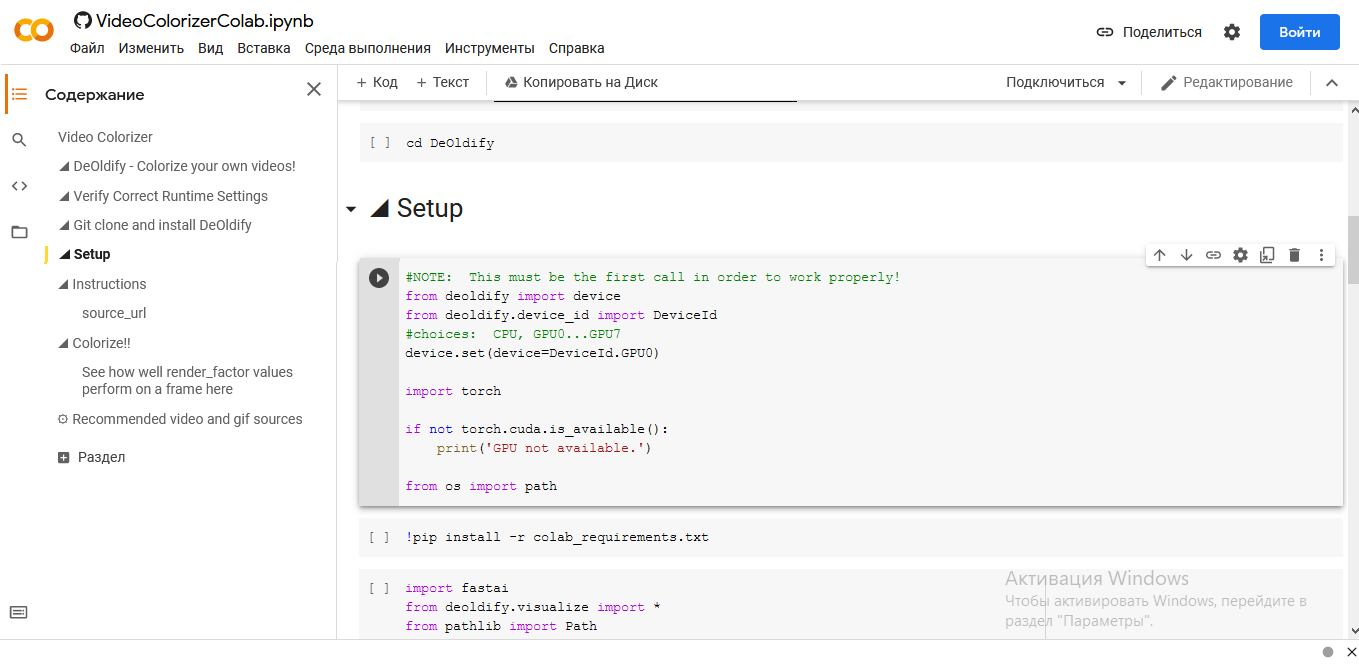 VideoColorizerColab.ipynb
Файл Изменить Вид Вставка Среда выполнения Инструменты Справка
Поделиться
Войти
Содержание
Video Colorizer
DeOldify - Colorize your own videos!
Verify Correct Runtime Settings
Git clone and install DeOldify
Setup
Instructions
source_url
Colorize!!
See how well render_factor values
perform on a frame here
Recommended video and gif sources
Раздел
+ Код + Текст Копировать на Диск Подключиться Редактирование
[ ] cd DeOldify
Setup
#NOTE:  This must be the first call in order to work properly!
from deoldify import device
from deoldify.device_id import DeviceId
#choices:  CPU, GPU0...GPU7
device.set(device=DeviceId.GPU0)
import torch
if not torch.cuda.is_available():
    print('GPU not available.')
from os import path
[ ] !pip install -r colab_requirements.txt
[ ] import fastai
from deoldify.visualize import *
from pathlib import Path
Активация Windows
Чтобы активировать Windows, перейдите в
раздел "Параметры".